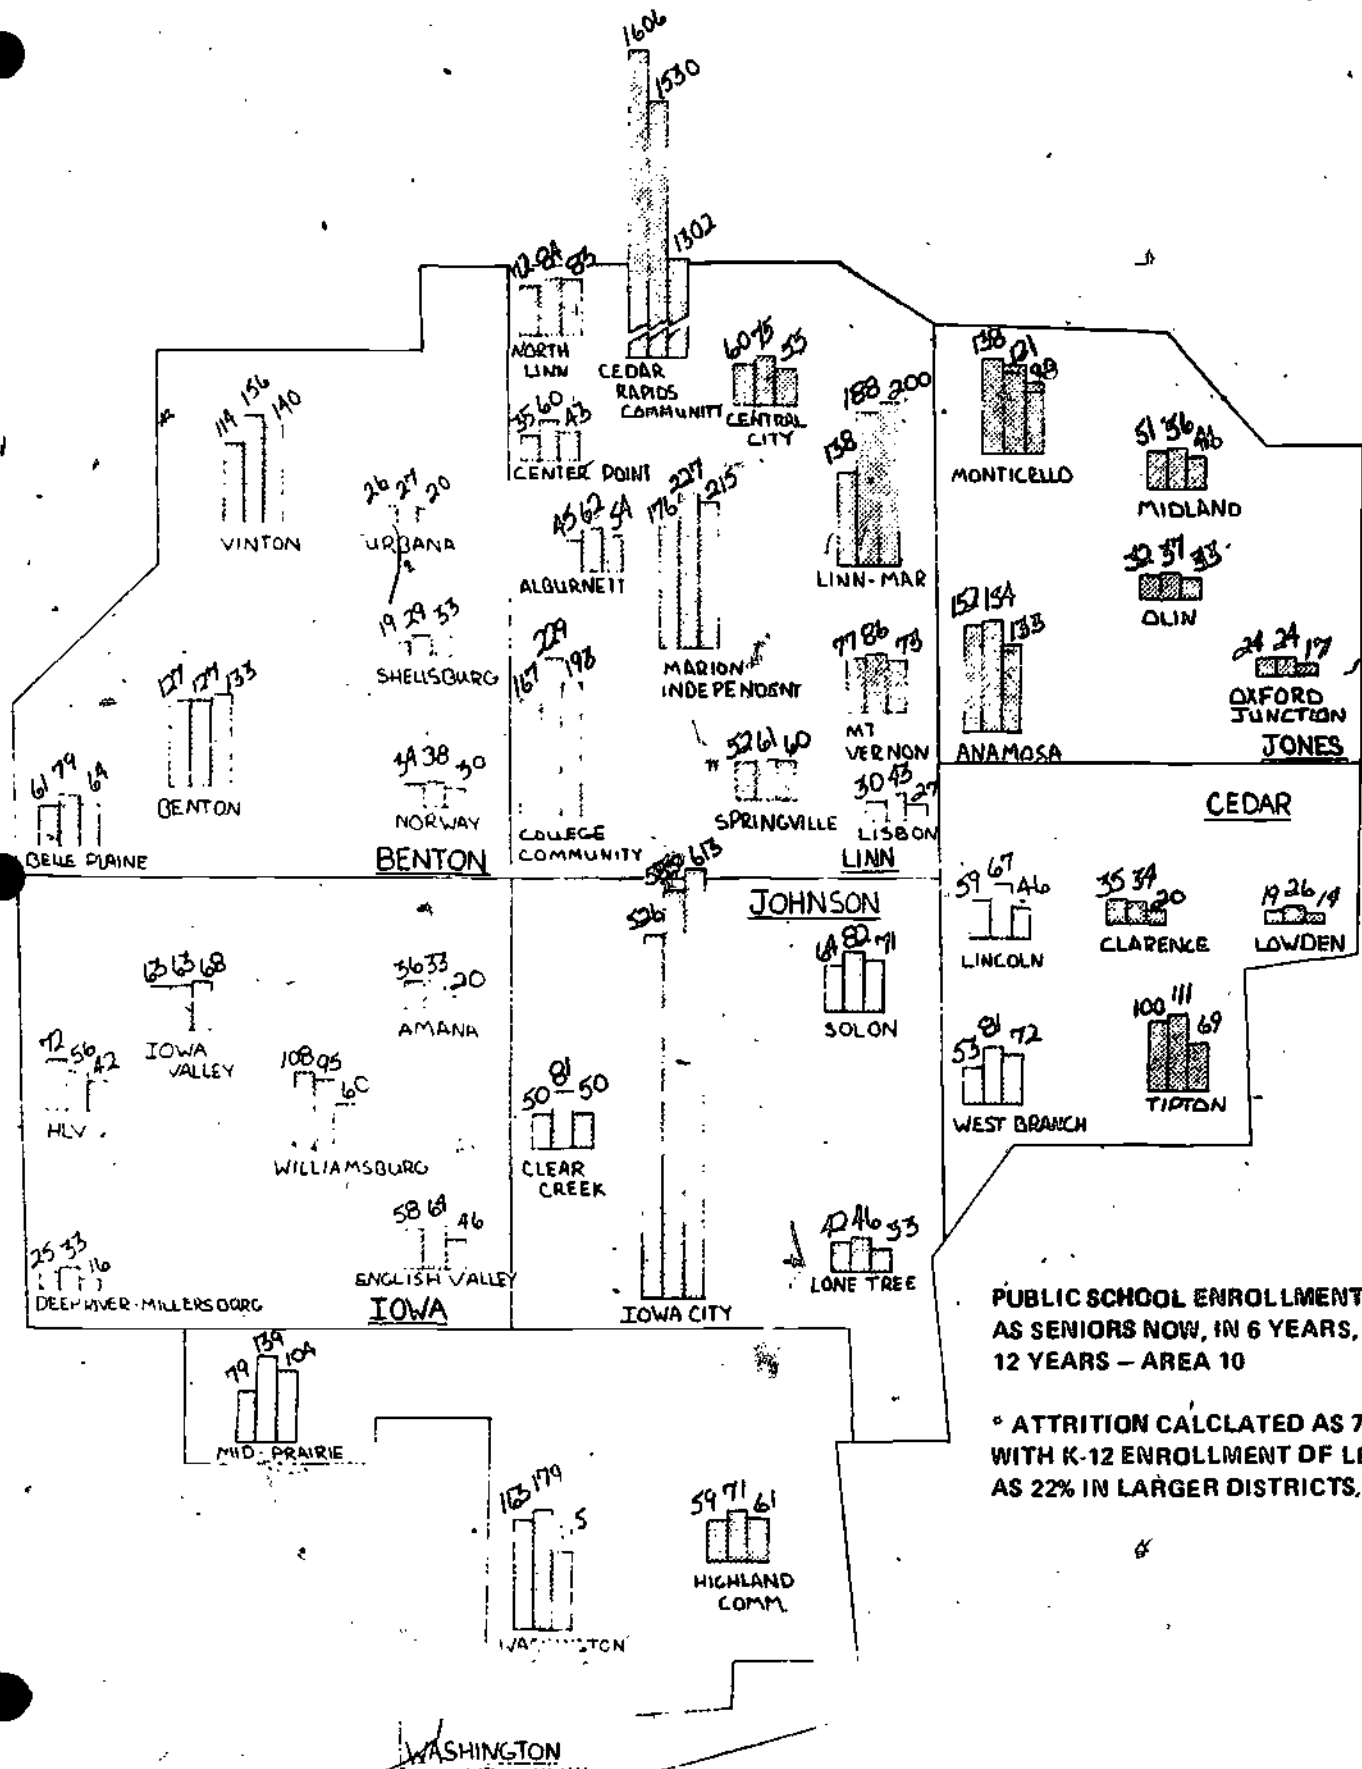 1606
1530
1302
72 84 83
NORTH
LINN
CEDAR
RAPIDS
COMMUNITY
60 75 55
CENTRAL
CITY
138 121 98
MONTICELLO
51 56 46
MIDLAND
114 156 140
VINTON
26 27 20
URBANA
35 60 43
CENTER POINT
45 62 54
ALBURNETT
176 227 215
MARION
INDEPENDENT
138 188 200
LINN-MAR
32 37 33
OLIN
19 29 33
SHELLSBURG
167 229 198
COLLEGE
COMMUNITY
77 86 73
MT
VERNON
152 154 133
ANAMOSA
24 24 17
OXFORD
JUNCTION
JONES
127 127 133
BENTON
61 79 64
BELLE PLAINE
34 38 30
NORWAY
BENTON
52 61 60
SPRINGVILLE
30 43 27
LISBON
LINN
CEDAR
59 67 46
LINCOLN
35 34 20
CLARENCE
19 26 14
LOWDEN
JOHNSON
526
613
IOWA CITY
64 82 71
SOLON
63 63 68
IOWA
VALLEY
36 33 20
AMANA
72 56 42
HLV
108 95 60
WILLIAMSBURG
50 81 50
CLEAR
CREEK
53 81 72
WEST BRANCH
100 111 69
TIPTON
25 33 16
DEEP RIVER-MILLERSBURG
58 64 46
ENGLISH VALLEY
IOWA
42 46 33
LONE TREE
PUBLIC SCHOOL ENROLLMENT
AS SENIORS NOW, IN 6 YEARS,
12 YEARS – AREA 10
* ATTRITION CALCLATED AS 7
WITH K-12 ENROLLMENT OF LE
AS 22% IN LARGER DISTRICTS,
79 139 104
MID-PRAIRIE
163 179
59 71 61
HIGHLAND
COMM.
WASHINGTON